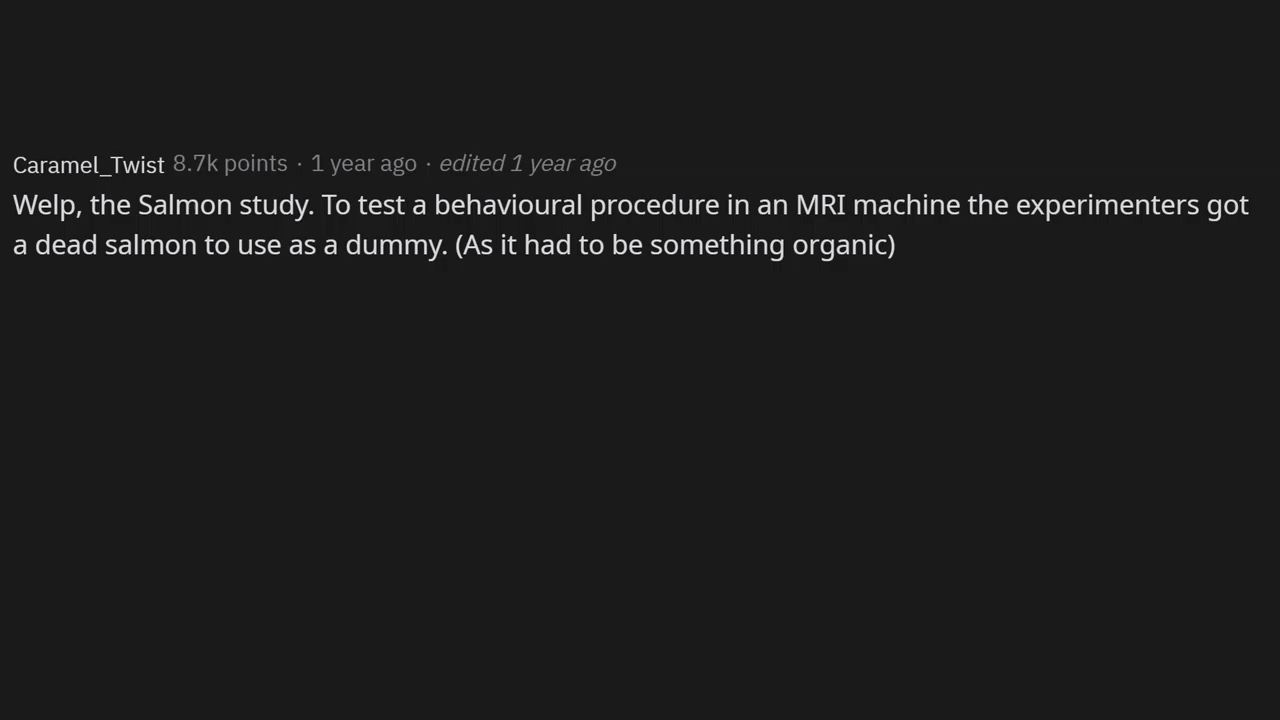 Caramel_Twist 8.7k points · 1 year ago · edited 1 year ago
Welp, the Salmon study. To test a behavioural procedure in an MRI machine the experimenters got
a dead salmon to use as a dummy. (As it had to be something organic)